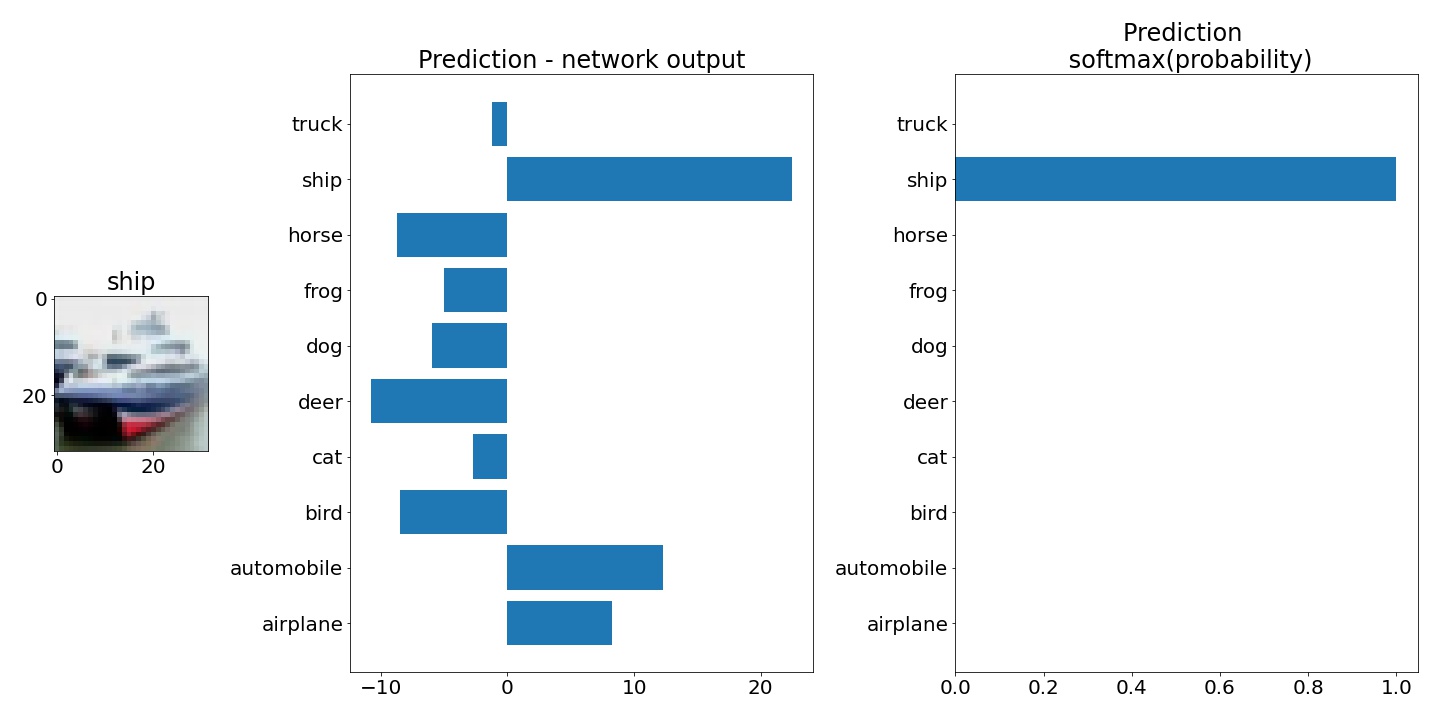 ship
0
20
0 20
Prediction - network output
truck
ship
horse
frog
dog
deer
cat
bird
automobile
airplane
−10 0 10 20
Prediction
softmax(probability)
truck
ship
horse
frog
dog
deer
cat
bird
automobile
airplane
0.0 0.2 0.4 0.6 0.8 1.0